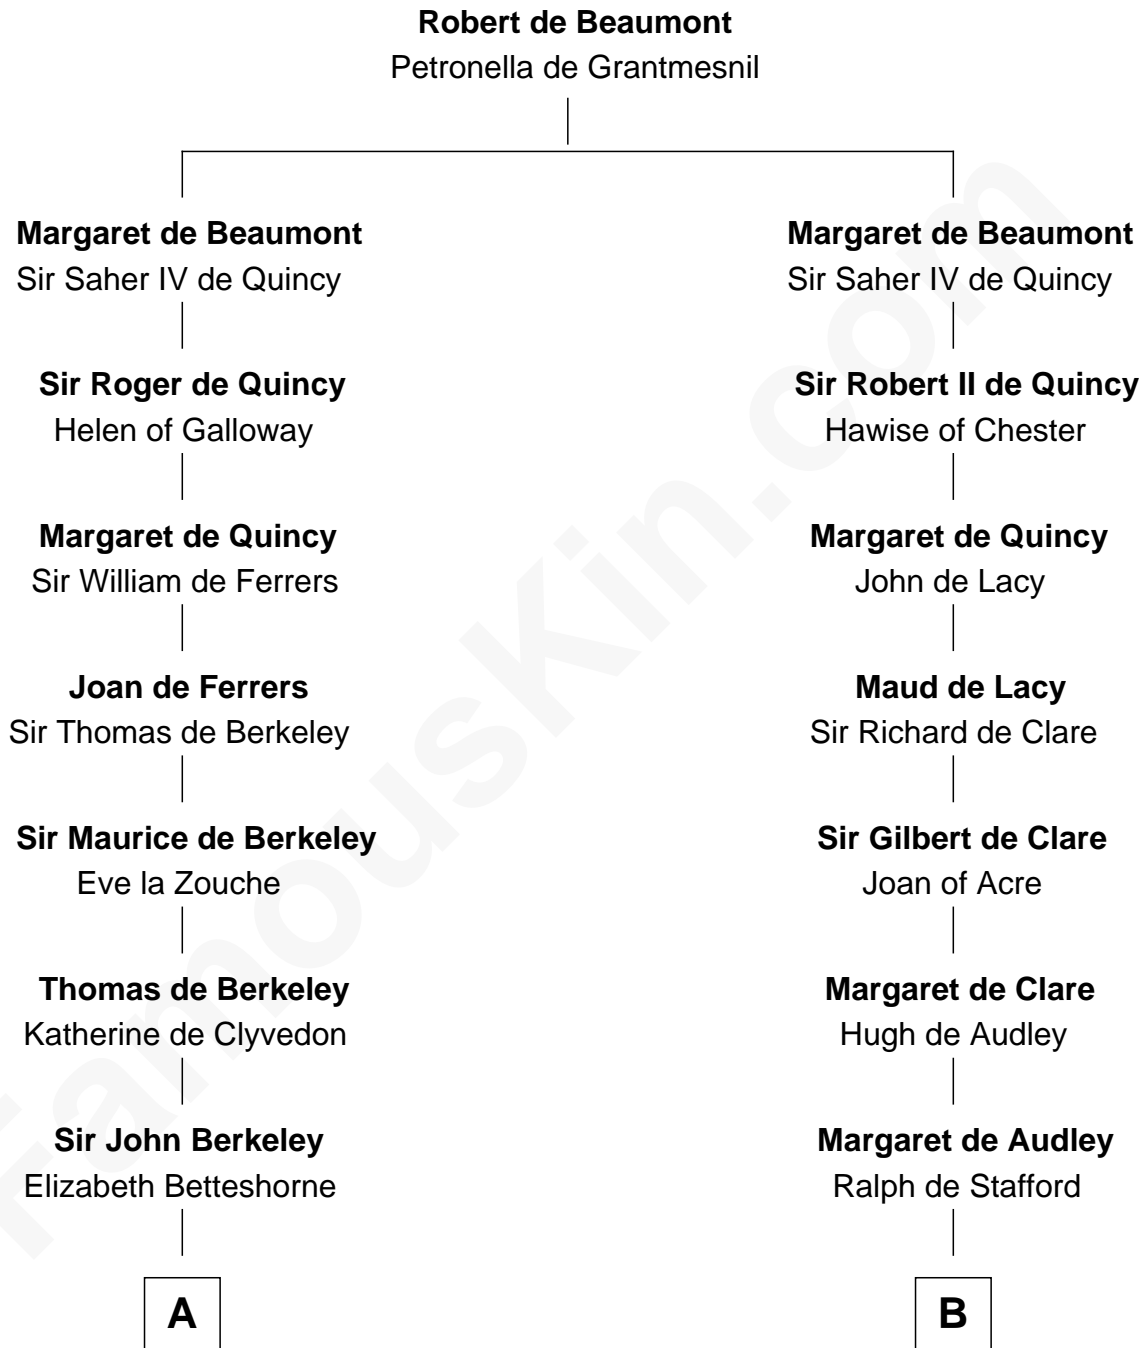 Robert de Beaumont
Petronella de Grantmesnil
Margaret de Beaumont
Sir Saher IV de Quincy
Sir Roger de Quincy
Helen of Galloway
Margaret de Quincy
Sir William de Ferrers
Joan de Ferrers
Sir Thomas de Berkeley
Sir Maurice de Berkeley
Eve la Zouche
Thomas de Berkeley
Katherine de Clyvedon
Sir John Berkeley
Elizabeth Betteshorne
A
Margaret de Beaumont
Sir Saher IV de Quincy
Sir Robert II de Quincy
Hawise of Chester
Margaret de Quincy
John de Lacy
Maud de Lacy
Sir Richard de Clare
Sir Gilbert de Clare
Joan of Acre
Margaret de Clare
Hugh de Audley
Margaret de Audley
Ralph de Stafford
B
FamousKin.com